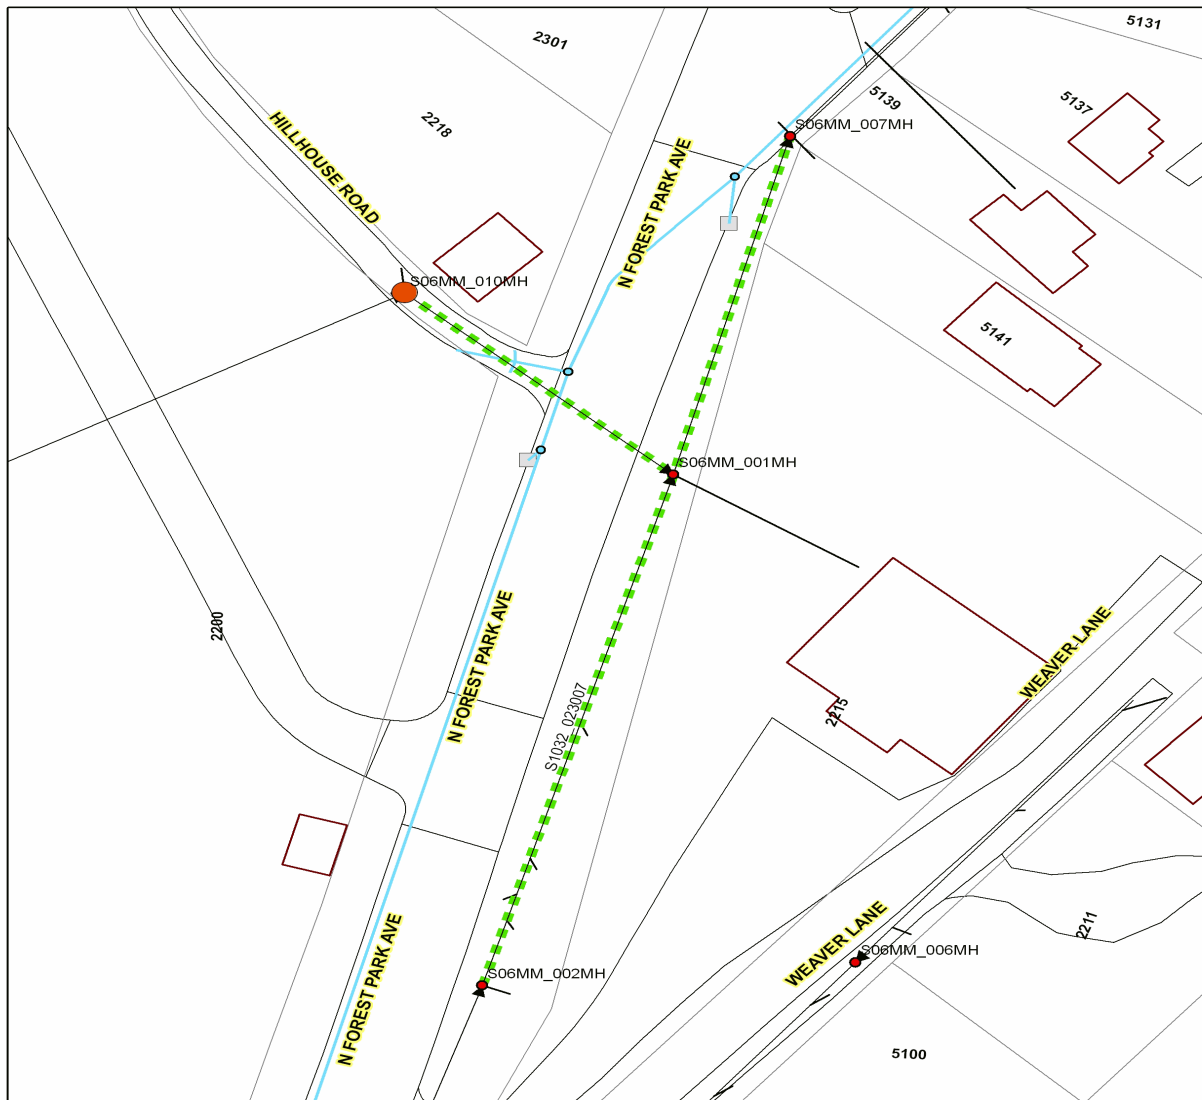 5131
2301
5139
5137
2218
S06MM_007MH
HILLHOUSE ROAD
N FOREST PARK AVE
S06MM_010MH
5141
S06MM_001MH
2200
N FOREST PARK AVE
WEAVER LANE
2215
S1032_023007
WEAVER LANE
2211
S06MM_006MH
N FOREST PARK AVE
S06MM_002MH
5100